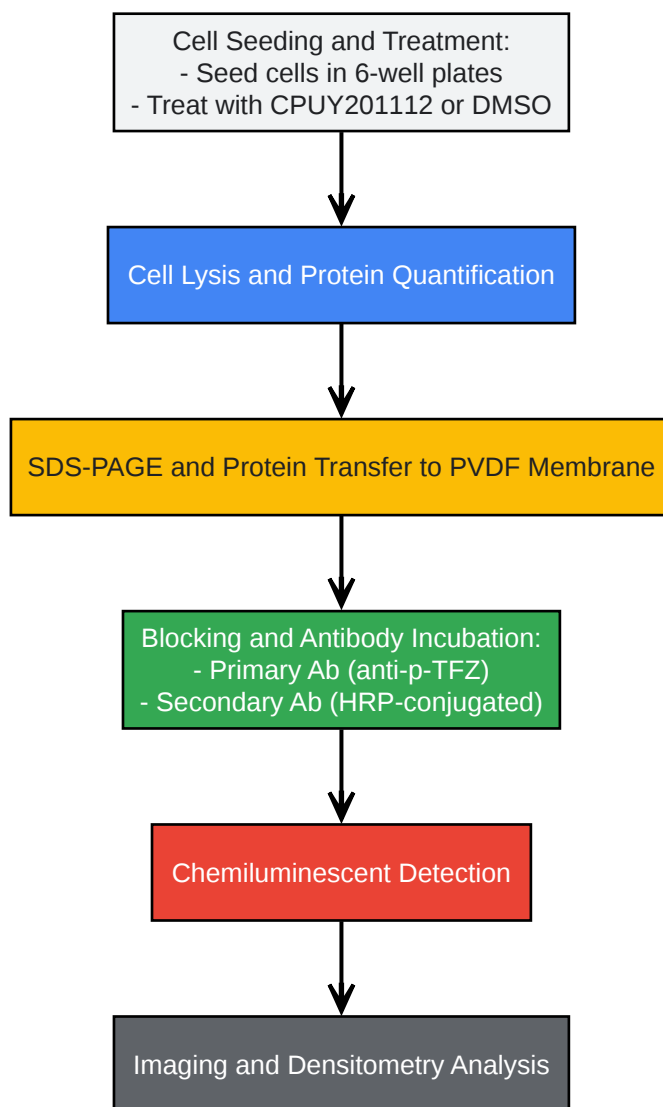 Cell Seeding and Treatment:
- Seed cells in 6-well plates
- Treat with CPUY201112 or DMSO
Cell Lysis and Protein Quantification
SDS-PAGE and Protein Transfer to PVDF Membrane
Blocking and Antibody Incubation:
- Primary Ab (anti-p-TFZ)
- Secondary Ab (HRP-conjugated)
Chemiluminescent Detection
Imaging and Densitometry Analysis